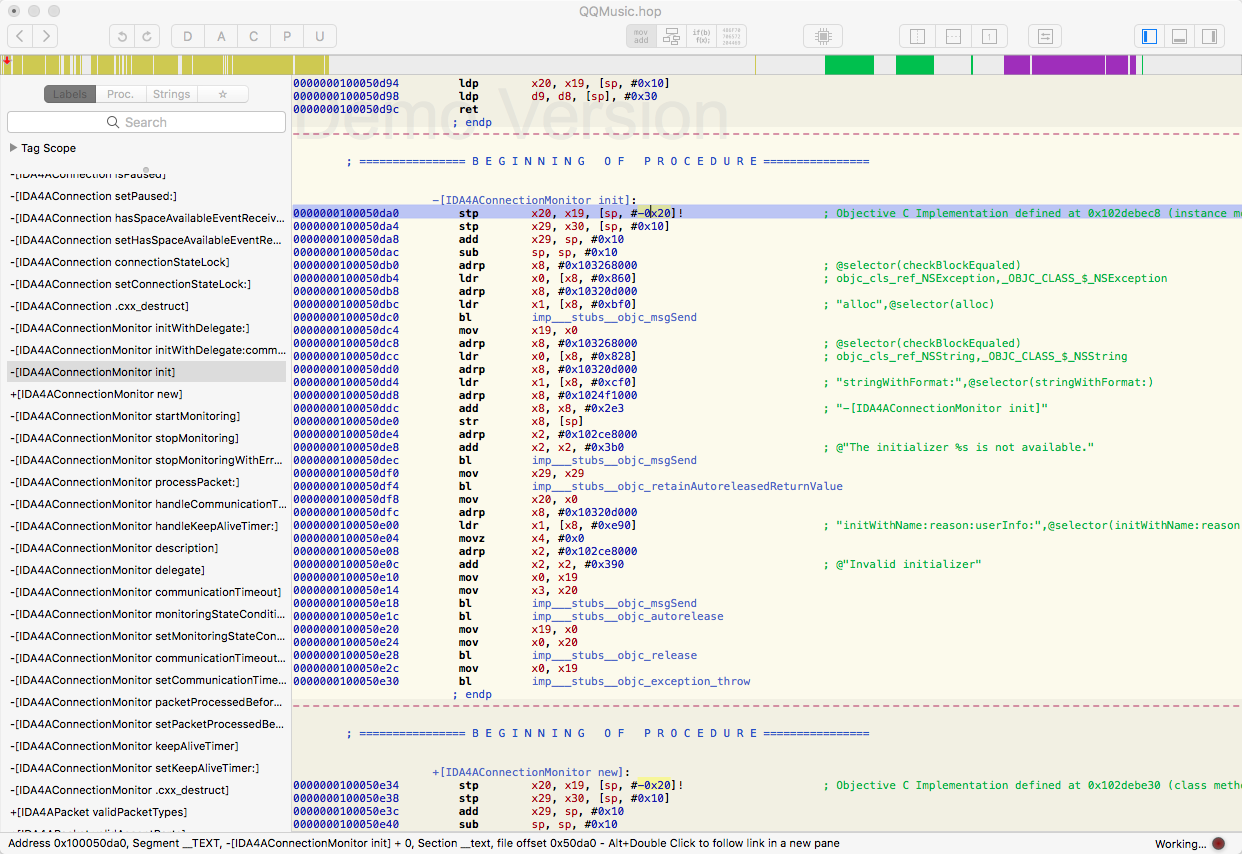 QQMusic.hop
D A C P U
mov add
if(b) f(x);
Labels Proc. Strings ☆
Search
Tag Scope
-[IDA4AConnection isPaused]
-[IDA4AConnection setPaused:]
-[IDA4AConnection hasSpaceAvailableEventReceiv...
-[IDA4AConnection setHasSpaceAvailableEventRe...
-[IDA4AConnection connectionStateLock]
-[IDA4AConnection setConnectionStateLock:]
-[IDA4AConnection .cxx_destruct]
-[IDA4AConnectionMonitor initWithDelegate:]
-[IDA4AConnectionMonitor initWithDelegate:comm...
-[IDA4AConnectionMonitor init]
+[IDA4AConnectionMonitor new]
-[IDA4AConnectionMonitor startMonitoring]
-[IDA4AConnectionMonitor stopMonitoring]
-[IDA4AConnectionMonitor stopMonitoringWithErr...
-[IDA4AConnectionMonitor processPacket:]
-[IDA4AConnectionMonitor handleCommunicationT...
-[IDA4AConnectionMonitor handleKeepAliveTimer:]
-[IDA4AConnectionMonitor description]
-[IDA4AConnectionMonitor delegate]
-[IDA4AConnectionMonitor communicationTimeout]
-[IDA4AConnectionMonitor monitoringStateConditi...
-[IDA4AConnectionMonitor setMonitoringStateCon...
-[IDA4AConnectionMonitor communicationTimeout...
-[IDA4AConnectionMonitor setCommunicationTime...
-[IDA4AConnectionMonitor packetProcessedBefor...
-[IDA4AConnectionMonitor setPacketProcessedBe...
-[IDA4AConnectionMonitor keepAliveTimer]
-[IDA4AConnectionMonitor setKeepAliveTimer:]
-[IDA4AConnectionMonitor .cxx_destruct]
+[IDA4APacket validPacketTypes]
Demo Version
0000000100050d94 ldp x20, x19, [sp, #0x10]
0000000100050d98 ldp d9, d8, [sp], #0x30
0000000100050d9c ret
; endp
; ================ B E G I N N I N G   O F   P R O C E D U R E ================
-[IDA4AConnectionMonitor init]:
0000000100050da0 stp x20, x19, [sp, #-0x20]! ; Objective C Implementation defined at 0x102debec8 (instance m
0000000100050da4 stp x29, x30, [sp, #0x10]
0000000100050da8 add x29, sp, #0x10
0000000100050dac sub sp, sp, #0x10
0000000100050db0 adrp x8, #0x103268000 ; @selector(checkBlockEqualed)
0000000100050db4 ldr x0, [x8, #0x860] ; objc_cls_ref_NSException,_OBJC_CLASS_$_NSException
0000000100050db8 adrp x8, #0x10320d000
0000000100050dbc ldr x1, [x8, #0xbf0] ; "alloc",@selector(alloc)
0000000100050dc0 bl imp___stubs__objc_msgSend
0000000100050dc4 mov x19, x0
0000000100050dc8 adrp x8, #0x103268000 ; @selector(checkBlockEqualed)
0000000100050dcc ldr x0, [x8, #0x828] ; objc_cls_ref_NSString,_OBJC_CLASS_$_NSString
0000000100050dd0 adrp x8, #0x10320d000
0000000100050dd4 ldr x1, [x8, #0xcf0] ; "stringWithFormat:",@selector(stringWithFormat:)
0000000100050dd8 adrp x8, #0x1024f1000
0000000100050ddc add x8, x8, #0x2e3 ; "-[IDA4AConnectionMonitor init]"
0000000100050de0 str x8, [sp]
0000000100050de4 adrp x2, #0x102ce8000
0000000100050de8 add x2, x2, #0x3b0 ; @"The initializer %s is not available."
0000000100050dec bl imp___stubs__objc_msgSend
0000000100050df0 mov x29, x29
0000000100050df4 bl imp___stubs__objc_retainAutoreleasedReturnValue
0000000100050df8 mov x20, x0
0000000100050dfc adrp x8, #0x10320d000
0000000100050e00 ldr x1, [x8, #0xe90] ; "initWithName:reason:userInfo:",@selector(initWithName:reason
0000000100050e04 movz x4, #0x0
0000000100050e08 adrp x2, #0x102ce8000
0000000100050e0c add x2, x2, #0x390 ; @"Invalid initializer"
0000000100050e10 mov x0, x19
0000000100050e14 mov x3, x20
0000000100050e18 bl imp___stubs__objc_msgSend
0000000100050e1c bl imp___stubs__objc_autorelease
0000000100050e20 mov x19, x0
0000000100050e24 mov x0, x20
0000000100050e28 bl imp___stubs__objc_release
0000000100050e2c mov x0, x19
0000000100050e30 bl imp___stubs__objc_exception_throw
; endp
; ================ B E G I N N I N G   O F   P R O C E D U R E ================
+[IDA4AConnectionMonitor new]:
0000000100050e34 stp x20, x19, [sp, #-0x20]! ; Objective C Implementation defined at 0x102debe30 (class meth
0000000100050e38 stp x29, x30, [sp, #0x10]
0000000100050e3c add x29, sp, #0x10
0000000100050e40 sub sp, sp, #0x10
Address 0x100050da0, Segment __TEXT, -[IDA4AConnectionMonitor init] + 0, Section __text, file offset 0x50da0 - Alt+Double Click to follow link in a new pane
Working...